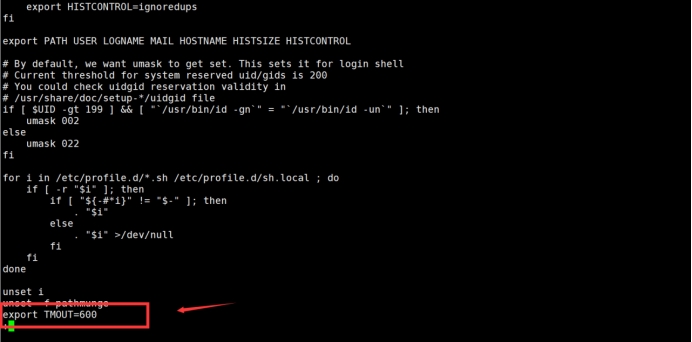 export HISTCONTROL=ignoredups
fi

export PATH USER LOGNAME MAIL HOSTNAME HISTSIZE HISTCONTROL

# By default, we want umask to get set. This sets it for login shell
# Current threshold for system reserved uid/gids is 200
# You could check uidgid reservation validity in
# /usr/share/doc/setup-*/uidgid file
if [ $UID -gt 199 ] && [ "`/usr/bin/id -gn`" = "`/usr/bin/id -un`" ]; then
    umask 002
else
    umask 022
fi

for i in /etc/profile.d/*.sh /etc/profile.d/sh.local ; do
    if [ -r "$i" ]; then
        if [ "${-#*i}" != "$-" ]; then
            . "$i"
        else
            . "$i" >/dev/null
        fi
    fi
done

unset i
unset -f pathmunge
export TMOUT=600